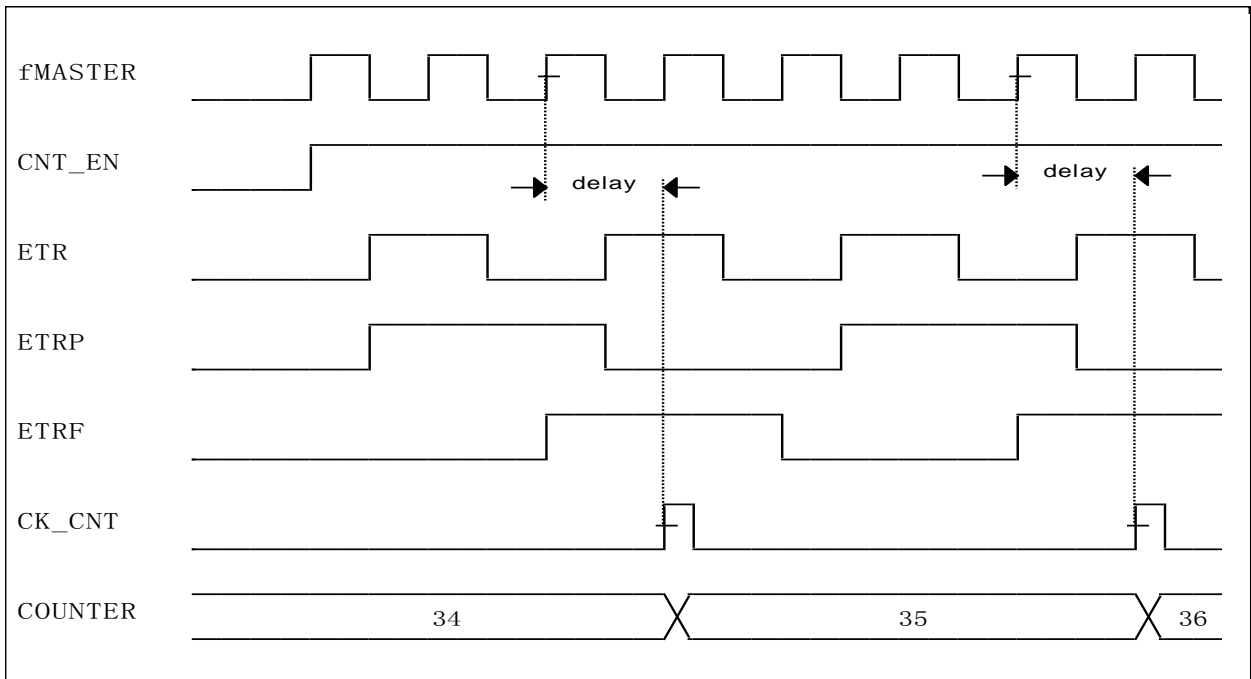 fMASTER
CNT_EN
delay
delay
ETR
ETRP
ETRF
CK_CNT
COUNTER
34
35
36